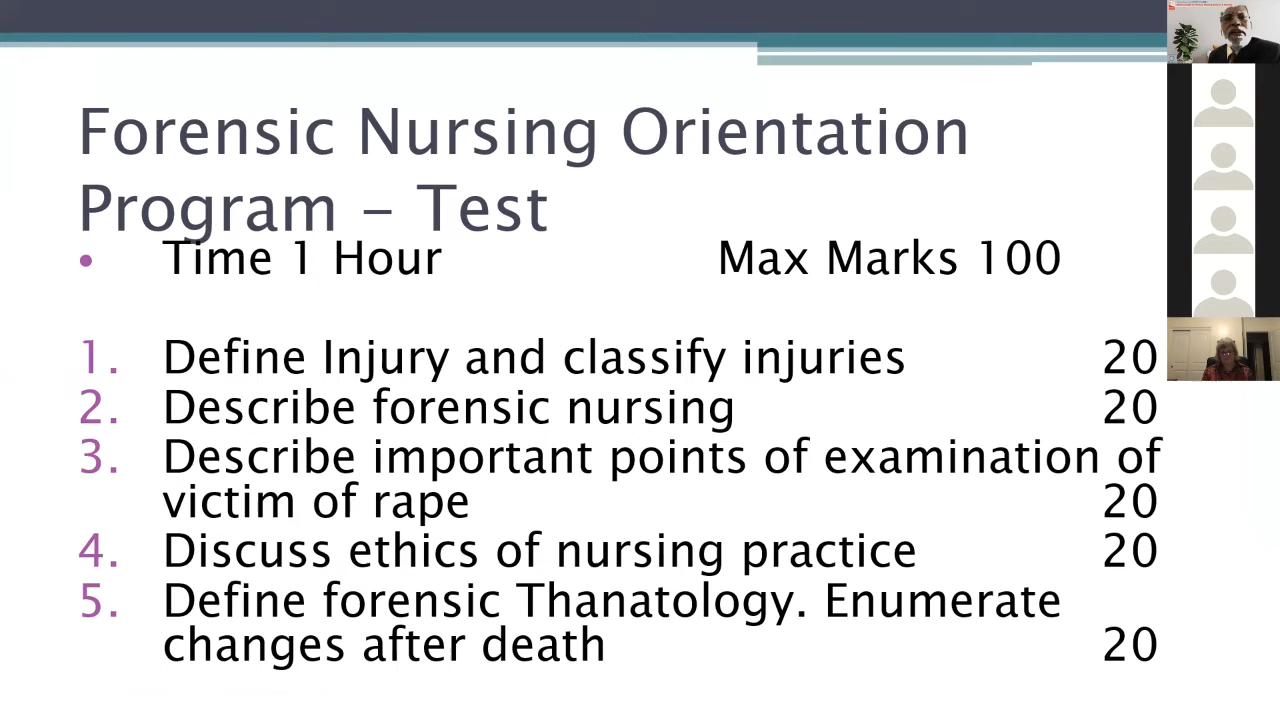 Forensic Nursing Orientation
Program - Test
• Time 1 Hour Max Marks 100
1. Define Injury and classify injuries 20
2. Describe forensic nursing 20
3. Describe important points of examination of
victim of rape 20
4. Discuss ethics of nursing practice 20
5. Define forensic Thanatology. Enumerate
changes after death 20